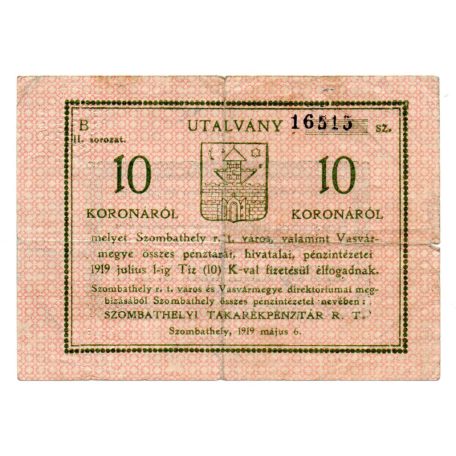 B UTALVÁNY 16515 sz.
II. sorozat.
10 10
KORONÁRÓL KORONÁRÓL
melyet Szombathely r. t. város, valamint Vasvár-
megye összes pénztárai, hivatalai, pénzintézetei
1919 julius 1-ig Tiz (10) K-val fizetésül elfogadnak.
Szombathely r. t. város és Vasvármegye direktoriumai meg-
bizásából Szombathely összes pénzintézetei nevében:
SZOMBATHELYI TAKARÉKPÉNZTÁR R. T.
Szombathely, 1919 május 6.